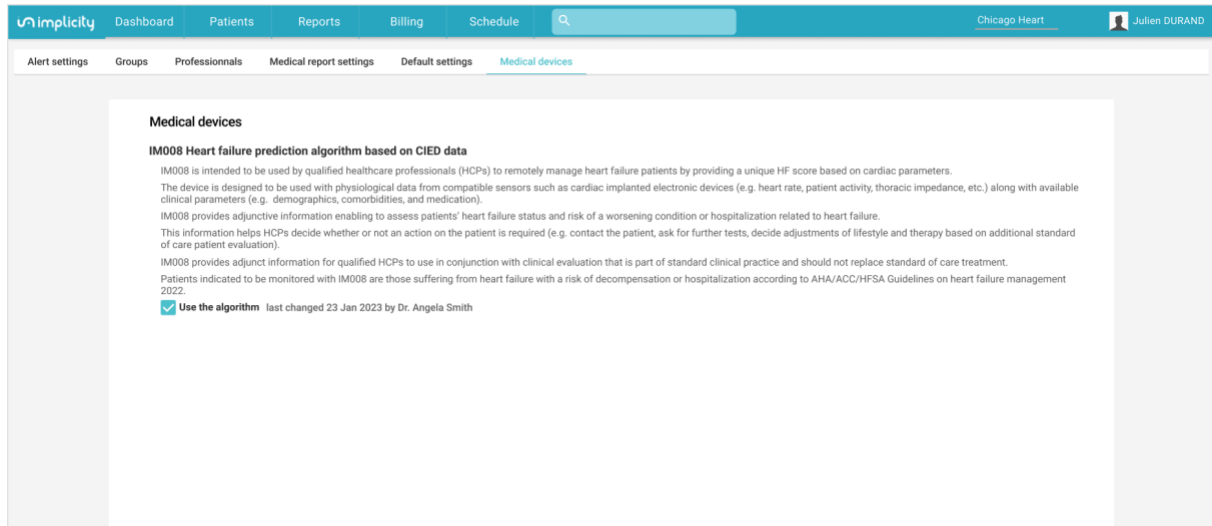 implicity Dashboard Patients Reports Billing Schedule Chicago Heart Julien DURAND
Alert settings Groups Professionnals Medical report settings Default settings Medical devices
Medical devices
IM008 Heart failure prediction algorithm based on CIED data
IM008 is intended to be used by qualified healthcare professionals (HCPs) to remotely manage heart failure patients by providing a unique HF score based on cardiac parameters.
The device is designed to be used with physiological data from compatible sensors such as cardiac implanted electronic devices (e.g. heart rate, patient activity, thoracic impedance, etc.) along with available
clinical parameters (e.g. demographics, comorbidities, and medication).
IM008 provides adjunctive information enabling to assess patients' heart failure status and risk of a worsening condition or hospitalization related to heart failure.
This information helps HCPs decide whether or not an action on the patient is required (e.g. contact the patient, ask for further tests, decide adjustments of lifestyle and therapy based on additional standard
of care patient evaluation).
IM008 provides adjunct information for qualified HCPs to use in conjunction with clinical evaluation that is part of standard clinical practice and should not replace standard of care treatment.
Patients indicated to be monitored with IM008 are those suffering from heart failure with a risk of decompensation or hospitalization according to AHA/ACC/HFSA Guidelines on heart failure management
2022.
Use the algorithm last changed 23 Jan 2023 by Dr. Angela Smith